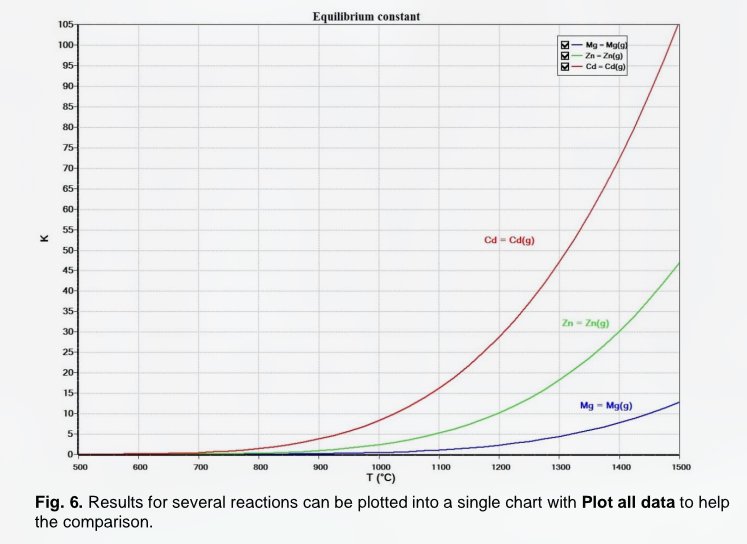 Equilibrium constant
105
100
95
90
85
80
75
70
65
60
55
50
45
40
35
30
25
20
15
10
5
0
K
Mg = Mg(g)
Zn = Zn(g)
Cd = Cd(g)
Cd = Cd(g)
Zn = Zn(g)
Mg = Mg(g)
500 600 700 800 900 1000 1100 1200 1300 1400 1500
T (°C)
Fig. 6. Results for several reactions can be plotted into a single chart with Plot all data to help
the comparison.